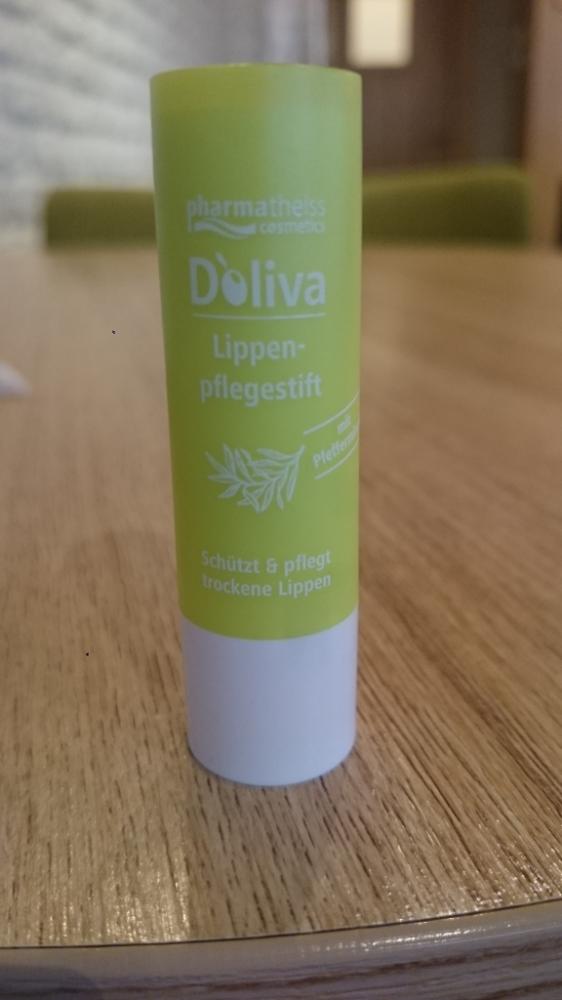 pharmatheiss
cosmetics
D'oliva
Lippen-
pflegestift
mit
Schützt & pflegt
trockene Lippen